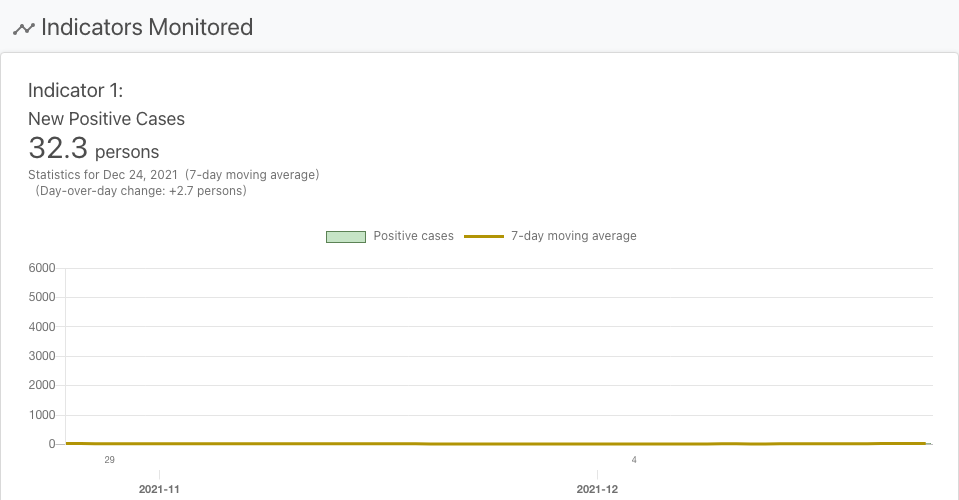 Indicators Monitored
Indicator 1:
New Positive Cases
32.3 persons
Statistics for Dec 24, 2021 (7-day moving average)
(Day-over-day change: +2.7 persons)
Positive cases 7-day moving average
6000
5000
4000
3000
2000
1000
0
29 4
2021-11 2021-12